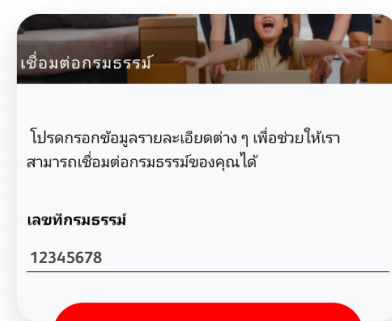 เชื่อมต่อกรมธรรม์
โปรดกรอกข้อมูลรายละเอียดต่าง ๆ เพื่อช่วยให้เรา
สามารถเชื่อมต่อกรมธรรม์ของคุณได้
เลขที่กรมธรรม์
12345678